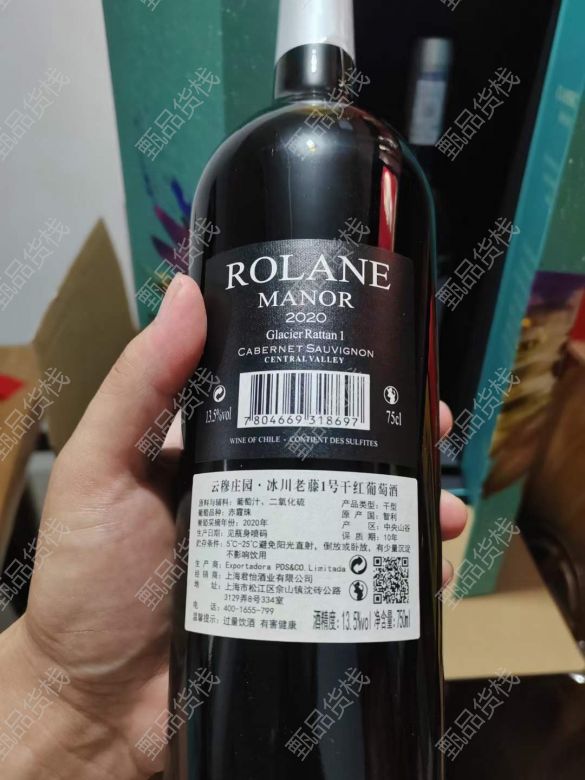 ROLANE
MANOR
2020
Glacier Rattan 1
CABERNET SAUVIGNON
CENTRAL VALLEY
13.5%vol
7 804669 318697
75cl
WINE OF CHILE - CONTIENT DES SULFITES
云穆庄园·冰川老藤1号干红葡萄酒
原料与辅料：葡萄汁、二氧化硫
产品类型：干型
葡萄品种：赤霞珠
原产国：智利
葡萄采摘年份：2020年
产区：中央山谷
生产日期：见瓶身喷码
保质期：10年
贮存条件：5℃-25℃避免阳光直射，倒放或卧放，有少量沉淀
不影响饮用
生产商：Exportadora PDS&CO.Limitada
经销商：上海君怡酒业有限公司
地址：上海市松江区佘山镇沈砖公路
3129弄8号334室
电话：400-1655-799
温馨提示：过量饮酒 有害健康
酒精度：13.5%vol 净含量：750ml
甄品货栈